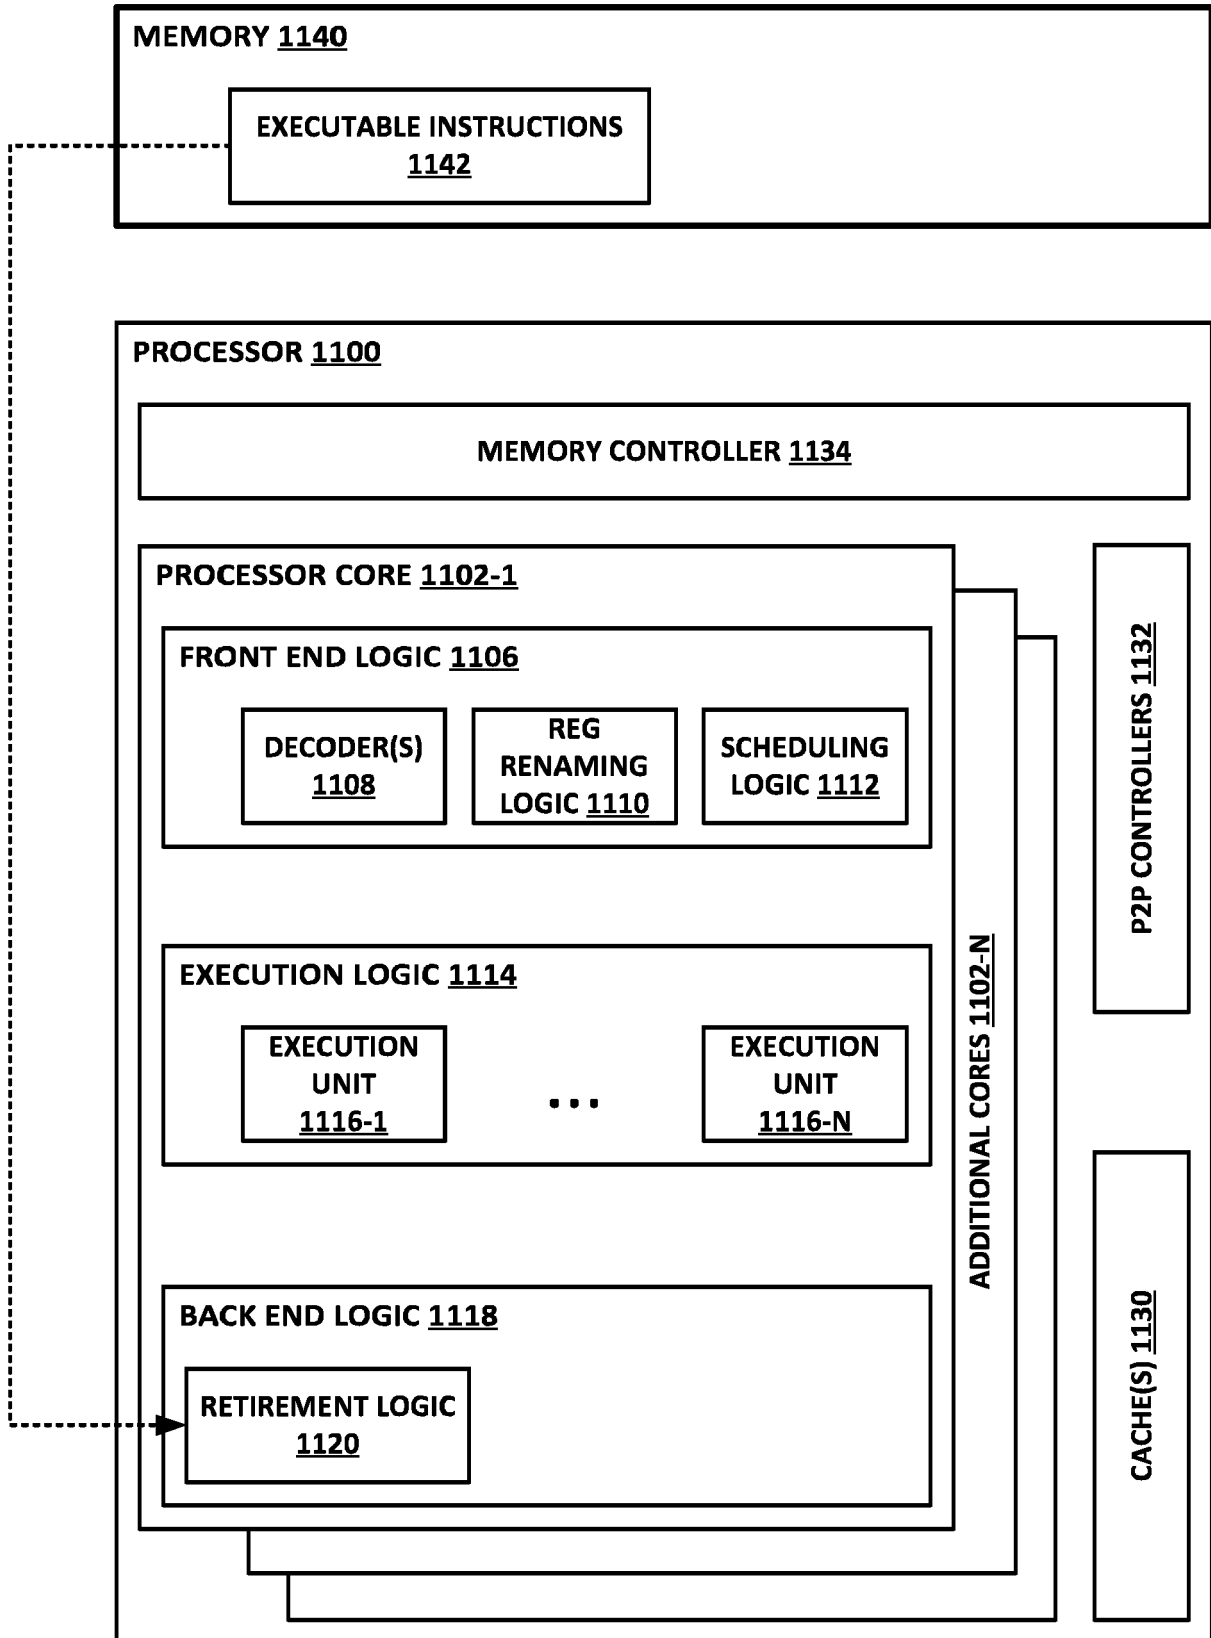 MEMORY 1140
EXECUTABLE INSTRUCTIONS
1142
PROCESSOR 1100
MEMORY CONTROLLER 1134
PROCESSOR CORE 1102-1
FRONT END LOGIC 1106
DECODER(S)
1108
REG
RENAMING
LOGIC 1110
SCHEDULING
LOGIC 1112
EXECUTION LOGIC 1114
EXECUTION
UNIT
1116-1
...
EXECUTION
UNIT
1116-N
BACK END LOGIC 1118
RETIREMENT LOGIC
1120
ADDITIONAL CORES 1102-N
P2P CONTROLLERS 1132
CACHE(S) 1130